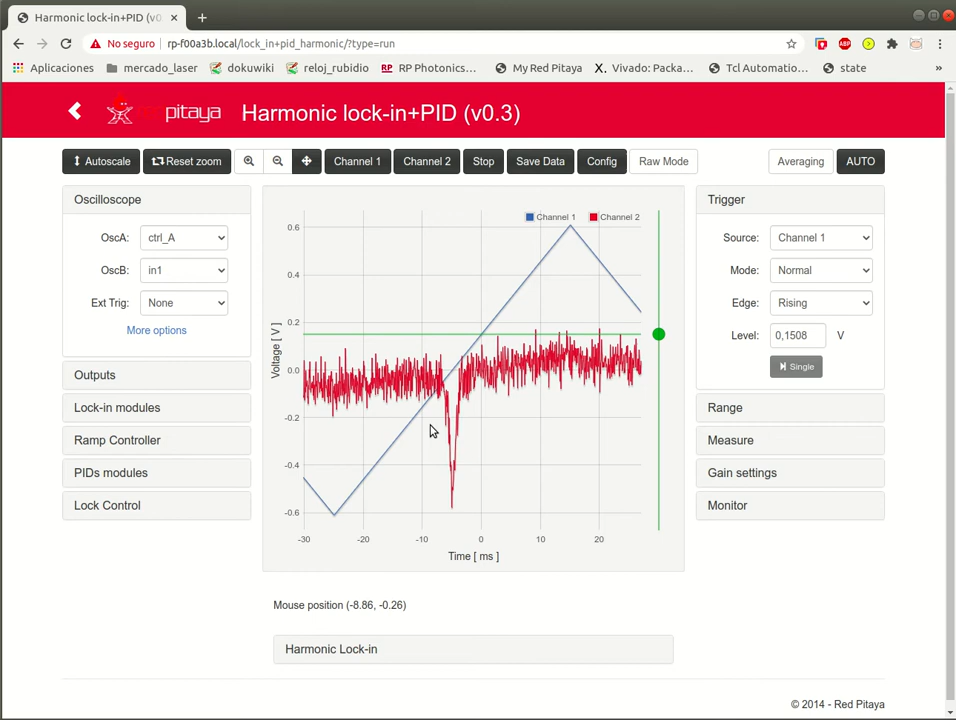 Harmonic lock-in+PID (v0.
No seguro rp-f00a3b.local/lock_in+pid_harmonic/?type=run
ABP
Aplicaciones mercado_laser dokuwiki reloj_rubidio RP RP Photonics... My Red Pitaya X. Vivado: Packa... Tcl Automatio... state »
red pitaya Harmonic lock-in+PID (v0.3)
Autoscale Reset zoom Channel 1 Channel 2 Stop Save Data Config Raw Mode Averaging AUTO
Oscilloscope
OscA: ctrl_A
OscB: in1
Ext Trig: None
More options
Outputs
Lock-in modules
Ramp Controller
PIDs modules
Lock Control
Channel 1 Channel 2
0.6
0.4
0.2
0.0
-0.2
-0.4
-0.6
Voltage [ V ]
-30 -20 -10 0 10 20
Time [ ms ]
Trigger
Source: Channel 1
Mode: Normal
Edge: Rising
Level: 0,1508 V
Single
Range
Measure
Gain settings
Monitor
Mouse position (-8.86, -0.26)
Harmonic Lock-in
© 2014 - Red Pitaya